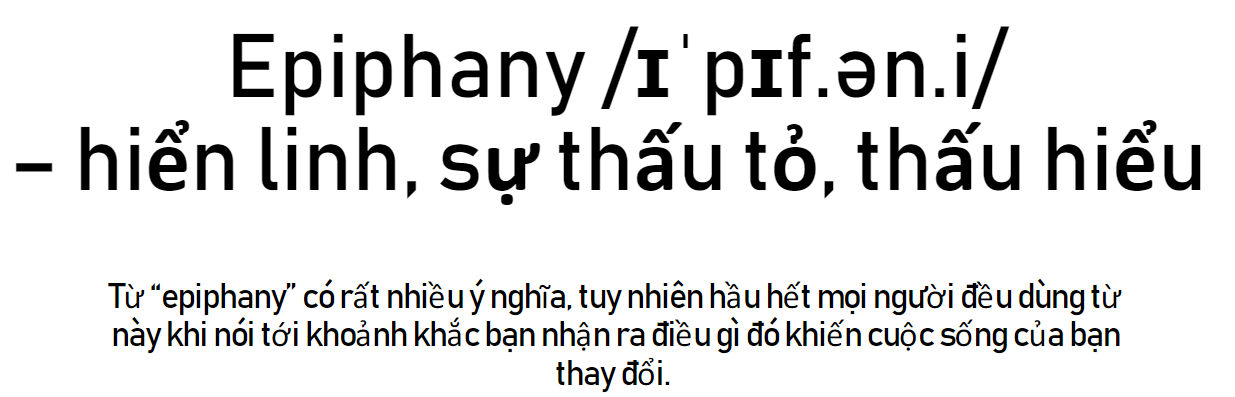 Epiphany /ɪˈpɪf.ən.i/
– hiển linh, sự thấu tỏ, thấu hiểu
Từ “epiphany” có rất nhiều ý nghĩa, tuy nhiên hầu hết mọi người đều dùng từ
này khi nói tới khoảnh khắc bạn nhận ra điều gì đó khiến cuộc sống của bạn
thay đổi.